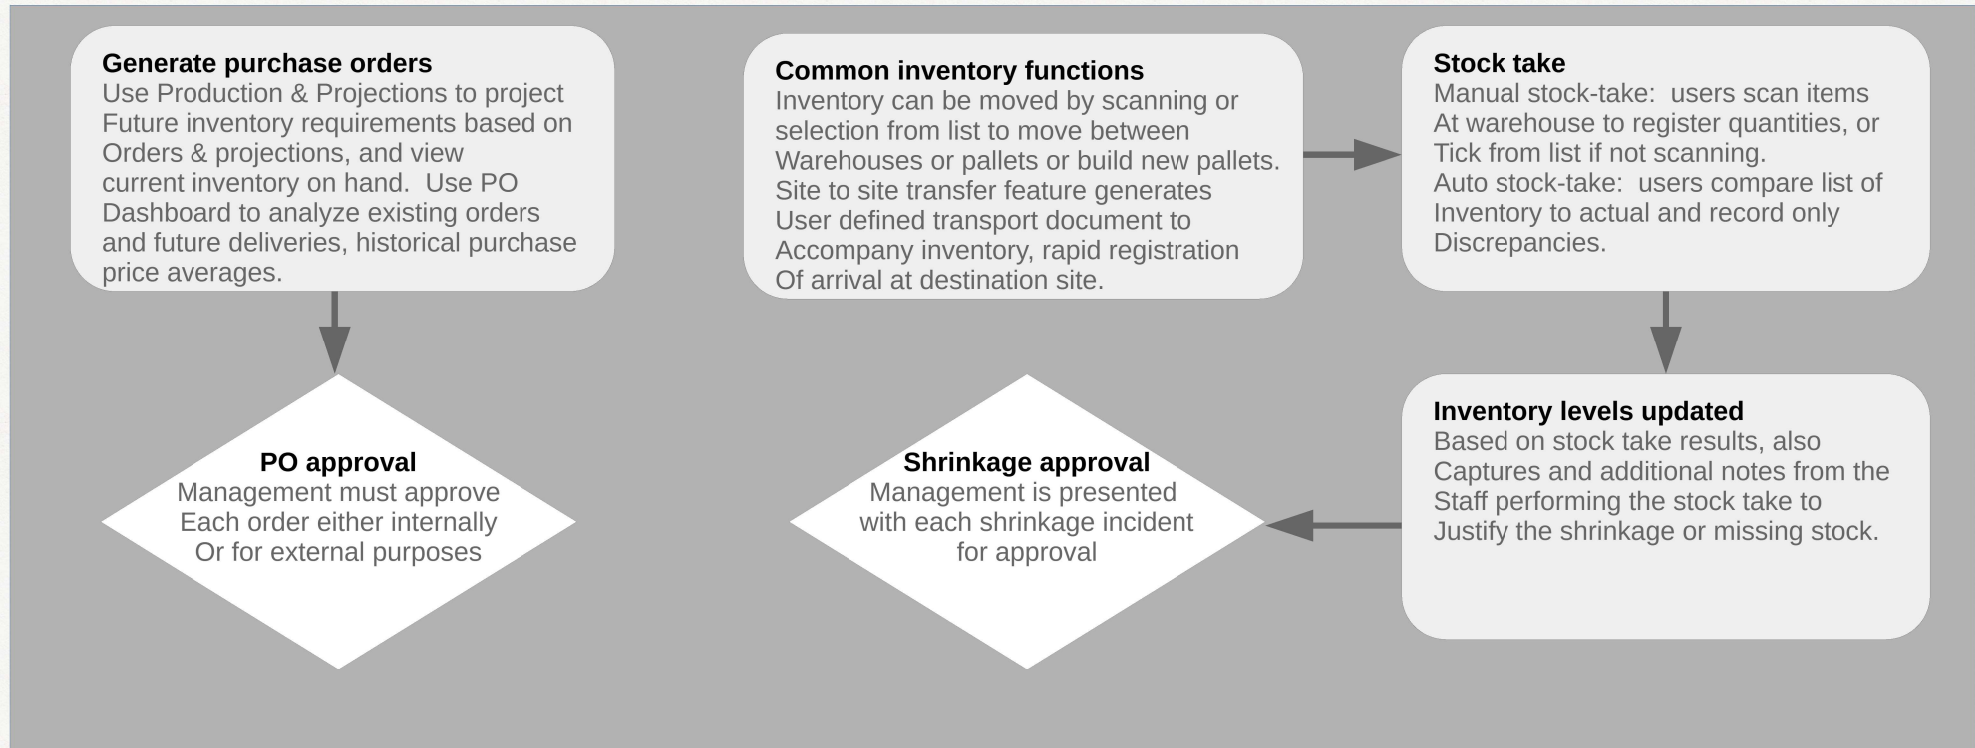 Generate purchase orders
Use Production & Projections to project
Future inventory requirements based on
Orders & projections, and view
current inventory on hand.  Use PO
Dashboard to analyze existing orders
and future deliveries, historical purchase
price averages.
Common inventory functions
Inventory can be moved by scanning or
selection from list to move between
Warehouses or pallets or build new pallets.
Site to site transfer feature generates
User defined transport document to
Accompany inventory, rapid registration
Of arrival at destination site.
Stock take
Manual stock-take:  users scan items
At warehouse to register quantities, or
Tick from list if not scanning.
Auto stock-take:  users compare list of
Inventory to actual and record only
Discrepancies.
PO approval
Management must approve
Each order either internally
Or for external purposes
Shrinkage approval
Management is presented
with each shrinkage incident
for approval
Inventory levels updated
Based on stock take results, also
Captures and additional notes from the
Staff performing the stock take to
Justify the shrinkage or missing stock.